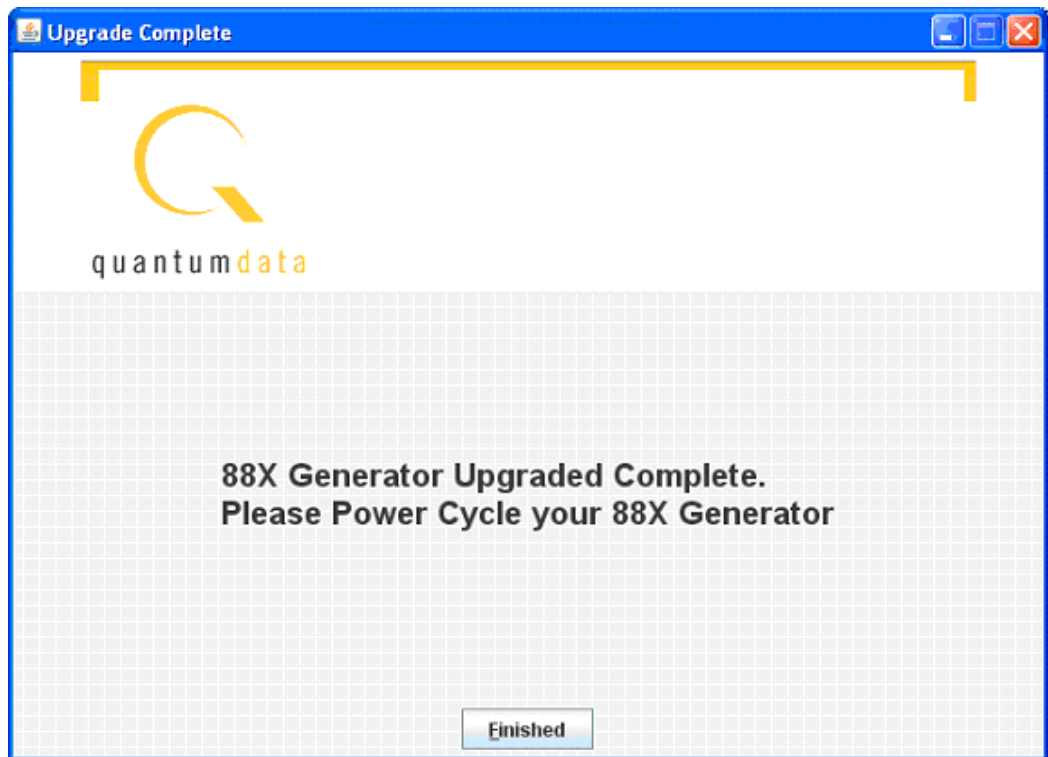 Upgrade Complete
quantumdata
88X Generator Upgraded Complete.
Please Power Cycle your 88X Generator
Finished